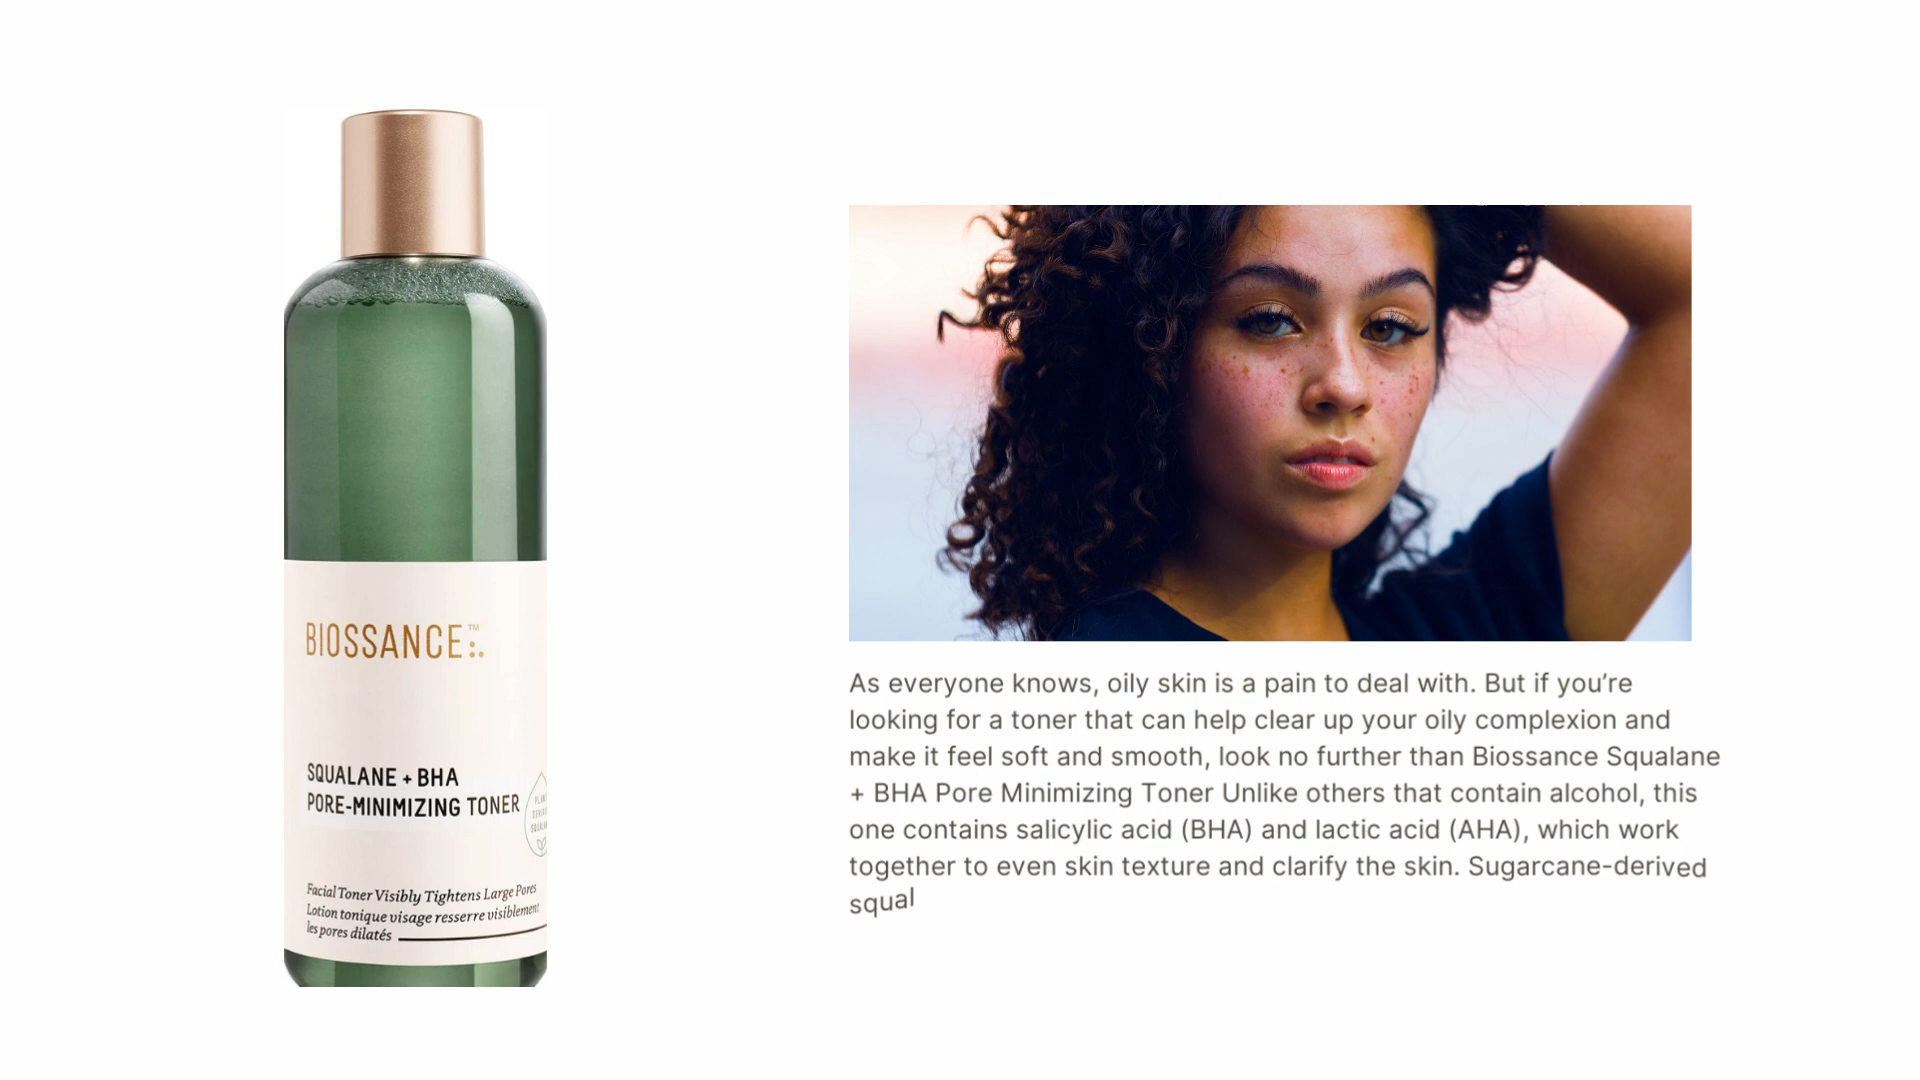 BIOSSANCE™
SQUALANE + BHA
PORE-MINIMIZING TONER
Facial Toner Visibly Tightens Large Pores
Lotion tonique visage resserre visiblement
les pores dilatés
As everyone knows, oily skin is a pain to deal with. But if you’re
looking for a toner that can help clear up your oily complexion and
make it feel soft and smooth, look no further than Biossance Squalane
+ BHA Pore Minimizing Toner Unlike others that contain alcohol, this
one contains salicylic acid (BHA) and lactic acid (AHA), which work
together to even skin texture and clarify the skin. Sugarcane-derived
squal